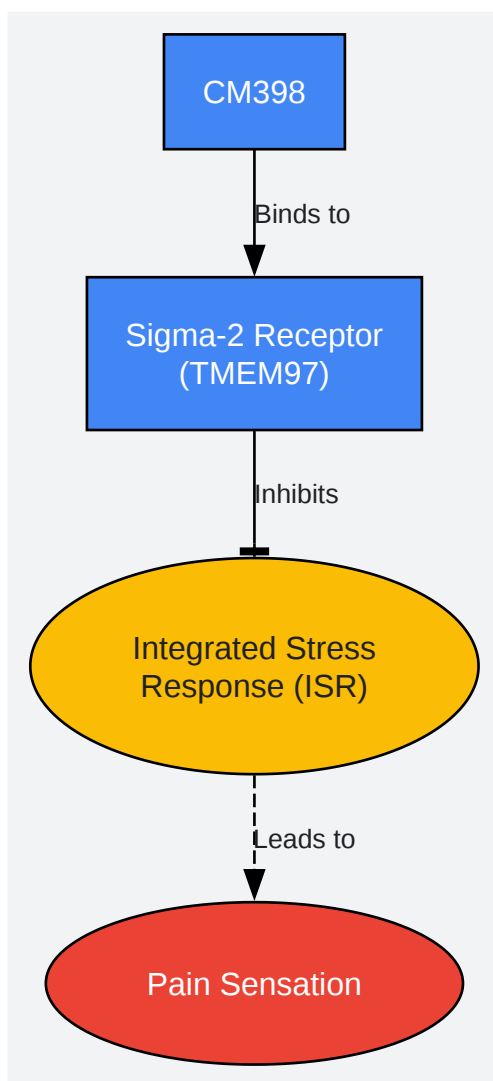 CM398
Binds to
Sigma-2 Receptor
(TMEM97)
Inhibits
Integrated Stress
Response (ISR)
Leads to
Pain Sensation